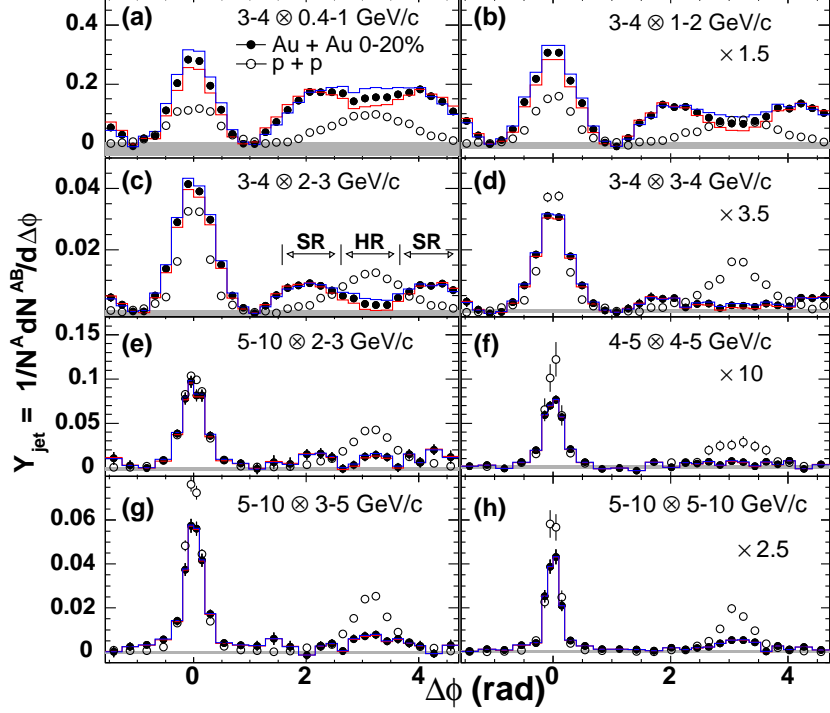 (a) 3-4 ⊗ 0.4-1 GeV/c
Au + Au 0-20%
p + p
(b) 3-4 ⊗ 1-2 GeV/c
× 1.5
0.4
0.2
0
(c) 3-4 ⊗ 2-3 GeV/c
SR HR SR
(d) 3-4 ⊗ 3-4 GeV/c
× 3.5
0.04
0.02
0
(e) 5-10 ⊗ 2-3 GeV/c
(f) 4-5 ⊗ 4-5 GeV/c
× 10
0.15
0.1
0.05
0
(g) 5-10 ⊗ 3-5 GeV/c
(h) 5-10 ⊗ 5-10 GeV/c
× 2.5
0.06
0.04
0.02
0
0 2 4 0 2 4
Y_jet = 1/N^A dN^AB/dΔϕ
Δϕ (rad)